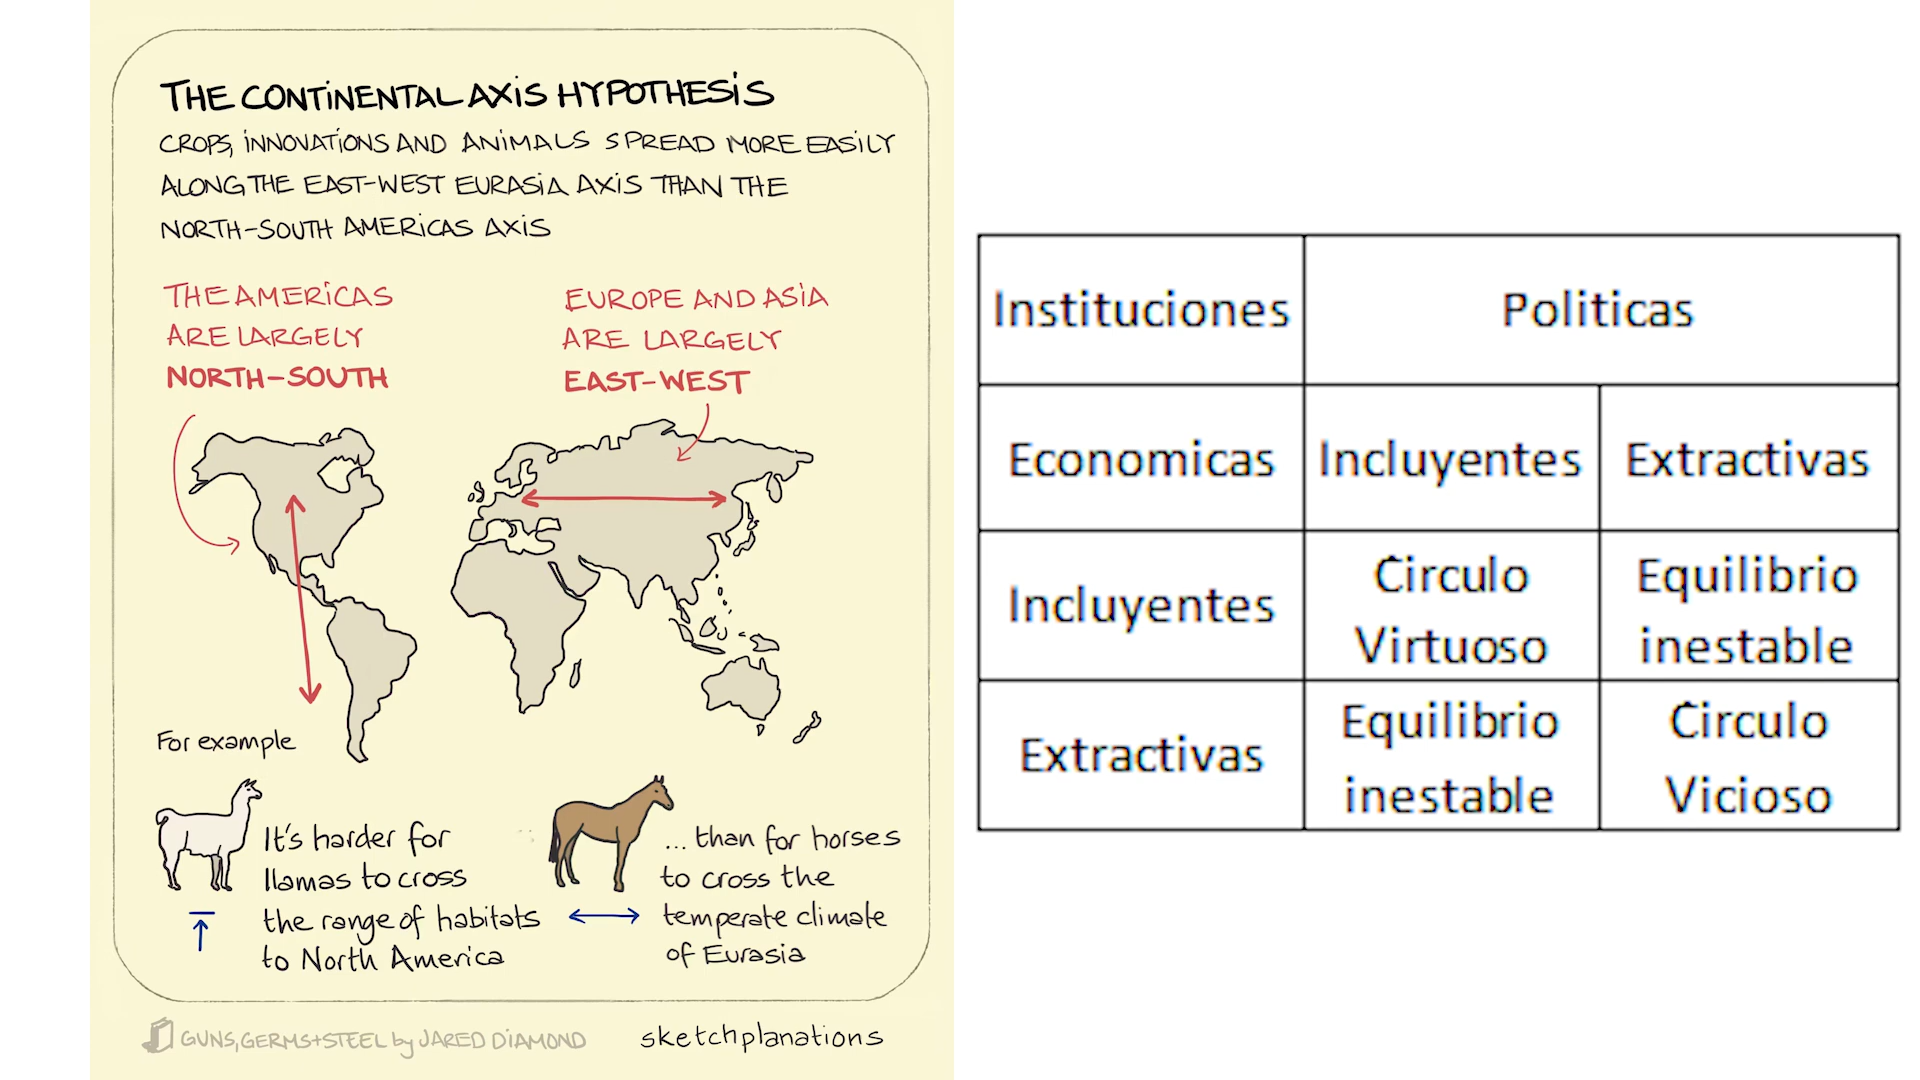 THE CONTINENTAL AXIS HYPOTHESIS
CROPS, INNOVATIONS AND ANIMALS SPREAD MORE EASILY
ALONG THE EAST-WEST EURASIA AXIS THAN THE
NORTH-SOUTH AMERICAS AXIS
THE AMERICAS
ARE LARGELY
NORTH-SOUTH
EUROPE AND ASIA
ARE LARGELY
EAST-WEST
For example
It's harder for
llamas to cross
the range of habitats
to North America
... than for horses
to cross the
temperate climate
of Eurasia
GUNS, GERMS + STEEL by JARED DIAMOND
sketchplanations
Instituciones
Politicas
Economicas
Incluyentes
Extractivas
Incluyentes
Circulo
Virtuoso
Equilibrio
inestable
Extractivas
Equilibrio
inestable
Circulo
Vicioso